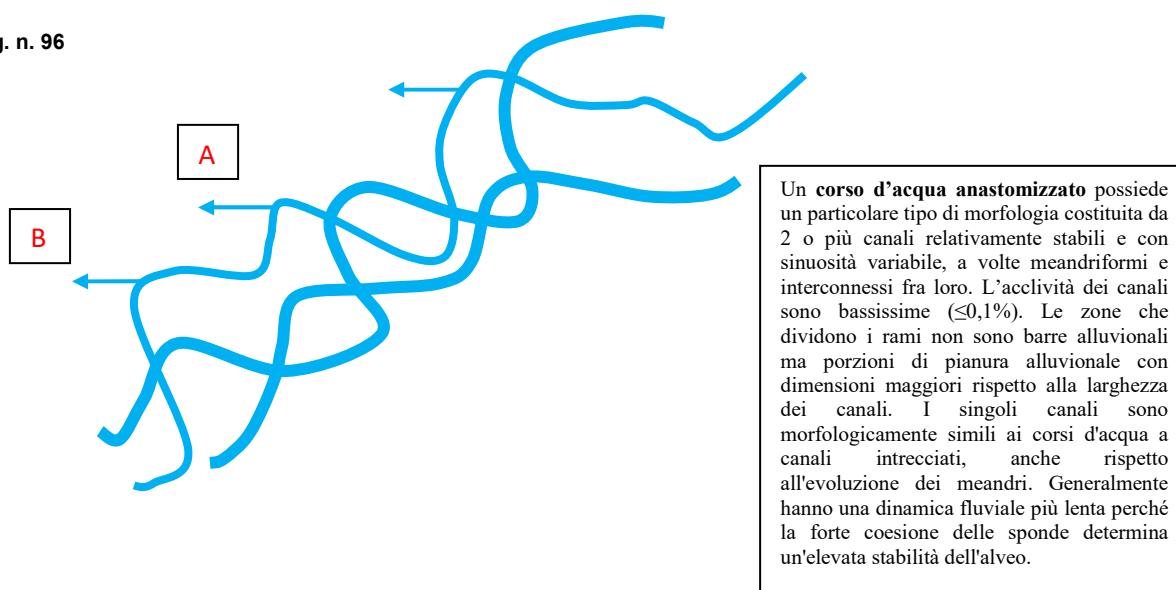 g. n. 96
A
B
Un corso d'acqua anastomizzato possiede
un particolare tipo di morfologia costituita da
2 o più canali relativamente stabili e con
sinuosità variabile, a volte meandriformi e
interconnessi fra loro. L'acclività dei canali
sono bassissime (≤0,1%). Le zone che
dividono i rami non sono barre alluvionali
ma porzioni di pianura alluvionale con
dimensioni maggiori rispetto alla larghezza
dei canali. I singoli canali sono
morfologicamente simili ai corsi d'acqua a
canali intrecciati, anche rispetto
all'evoluzione dei meandri. Generalmente
hanno una dinamica fluviale più lenta perché
la forte coesione delle sponde determina
un'elevata stabilità dell'alveo.